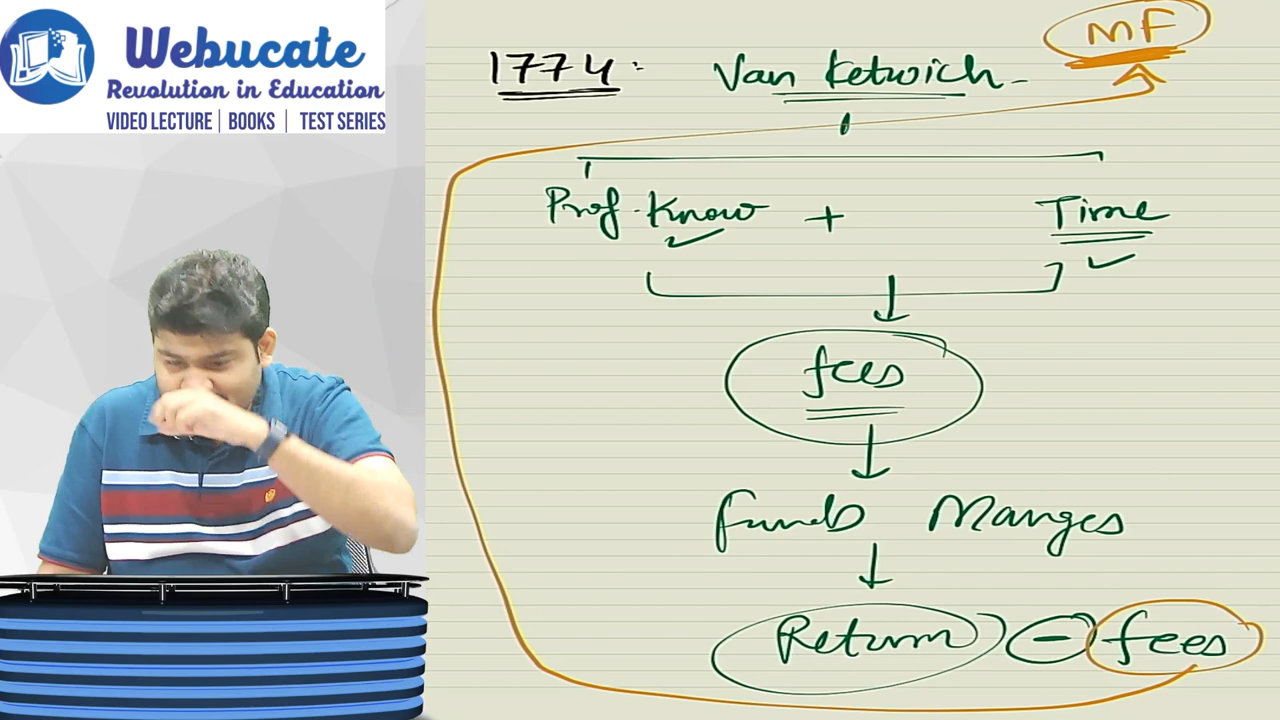 Webucate
Revolution in Education
VIDEO LECTURE | BOOKS | TEST SERIES
MF
1774: Van Ketwich -
Prof. Know + Time
fees
funds Manges
Return - fees